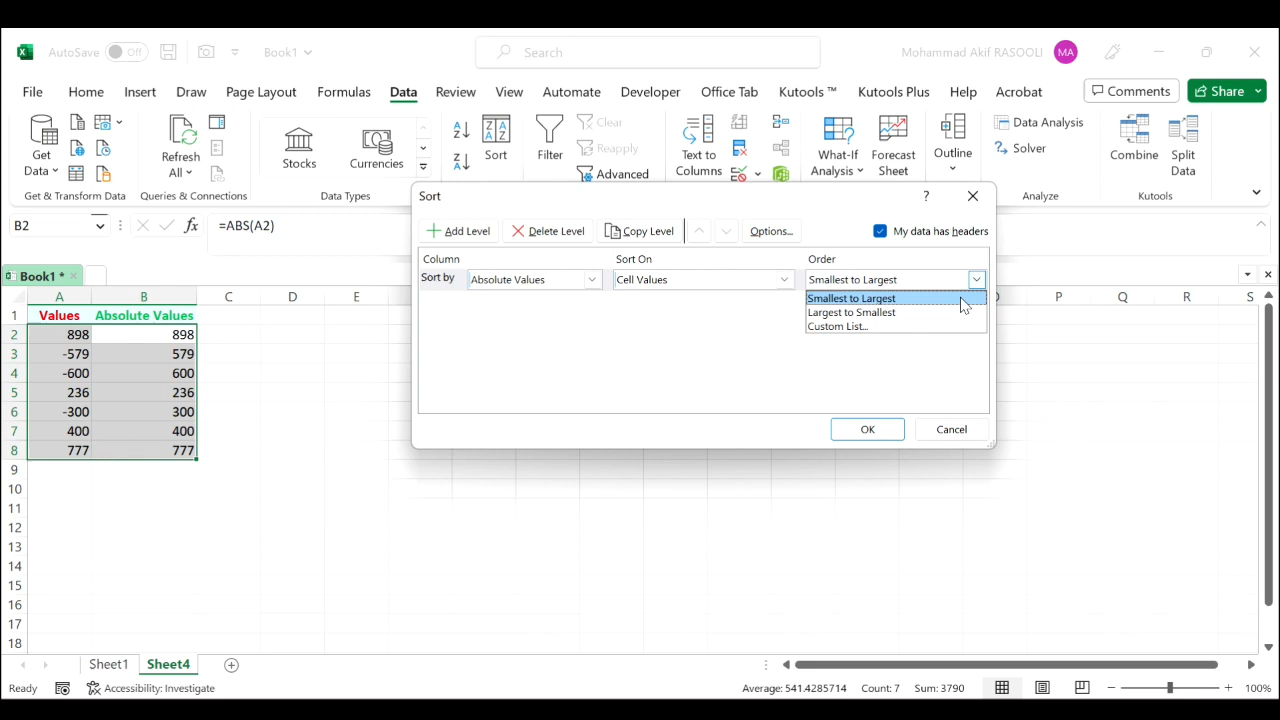 AutoSave Off Book1 Search Mohammad Akif RASOOLI MA
File Home Insert Draw Page Layout Formulas Data Review View Automate Developer Office Tab Kutools ™ Kutools Plus Help Acrobat Comments Share
Get Data
Refresh All
Stocks
Currencies
Sort
Filter
Clear
Reapply
Advanced
Text to Columns
What-If Analysis
Forecast Sheet
Outline
Data Analysis
Solver
Combine
Split Data
Get & Transform Data Queries & Connections Data Types Analyze Kutools
Sort ?
B2 fx =ABS(A2)
Add Level Delete Level Copy Level Options... My data has headers
Column Sort On Order
Sort by Absolute Values Cell Values Smallest to Largest
Smallest to Largest
Largest to Smallest
Custom List...
OK Cancel
Book1 *
A B C D E P Q R S
1 Values Absolute Values
2 898 898
3 -579 579
4 -600 600
5 236 236
6 -300 300
7 400 400
8 777 777
9
10
11
12
13
14
15
16
17
18
Sheet1 Sheet4
Ready Accessibility: Investigate Average: 541.4285714 Count: 7 Sum: 3790 100%